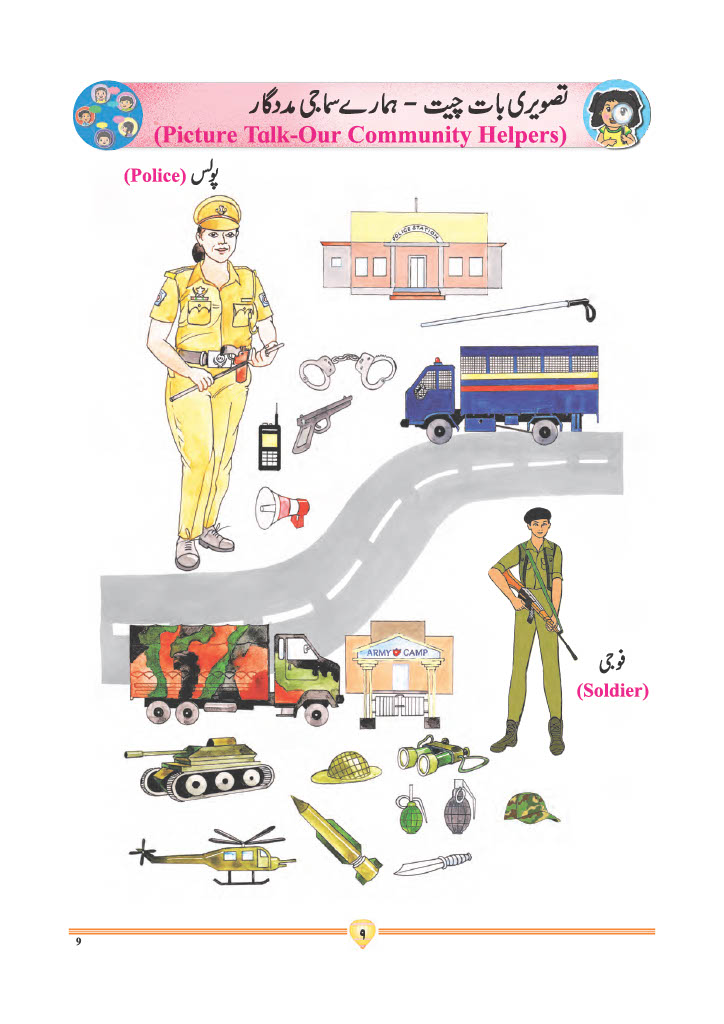 تصویری بات چیت - ہمارے سماجی مددگار
(Picture Talk-Our Community Helpers)
(Police) پولس
POLICE STATION
فوجی
(Soldier)
ARMY CAMP
۹
9